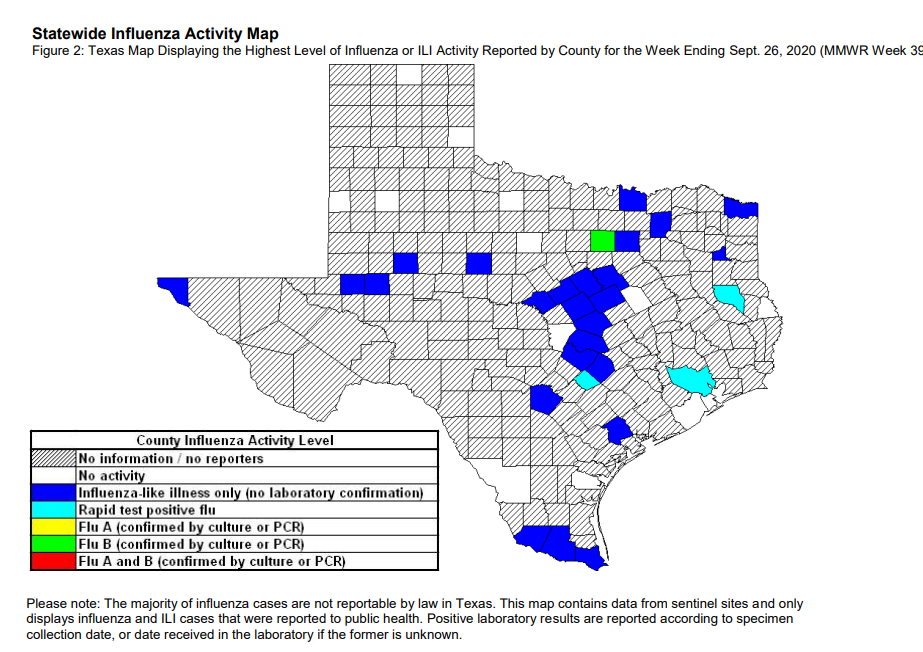 Statewide Influenza Activity Map
Figure 2: Texas Map Displaying the Highest Level of Influenza or ILI Activity Reported by County for the Week Ending Sept. 26, 2020 (MMWR Week 39
County Influenza Activity Level
No information / no reporters
No activity
Influenza-like illness only (no laboratory confirmation)
Rapid test positive flu
Flu A (confirmed by culture or PCR)
Flu B (confirmed by culture or PCR)
Flu A and B (confirmed by culture or PCR)
Please note: The majority of influenza cases are not reportable by law in Texas. This map contains data from sentinel sites and only
displays influenza and ILI cases that were reported to public health. Positive laboratory results are reported according to specimen
collection date, or date received in the laboratory if the former is unknown.